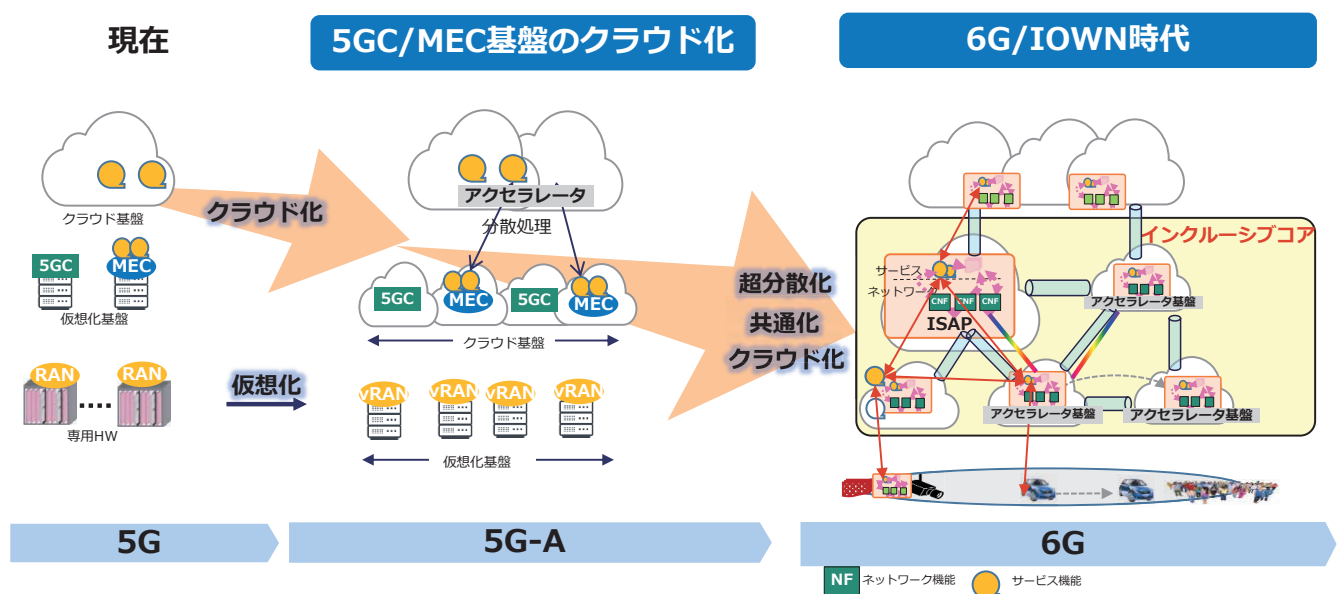 現在
5GC/MEC基盤のクラウド化
6G/IOWN時代
クラウド基盤
5GC
MEC
仮想化基盤
RAN
RAN
....
専用HW
クラウド化
仮想化
アクセラレータ
分散処理
5GC
MEC
5GC
MEC
クラウド基盤
vRAN
vRAN
vRAN
vRAN
仮想化基盤
超分散化
共通化
クラウド化
インクルーシブコア
サービス
ネットワーク
CNF
CNF
CNF
ISAP
アクセラレータ基盤
アクセラレータ基盤
アクセラレータ基盤
5G
5G-A
6G
NF ネットワーク機能
サービス機能